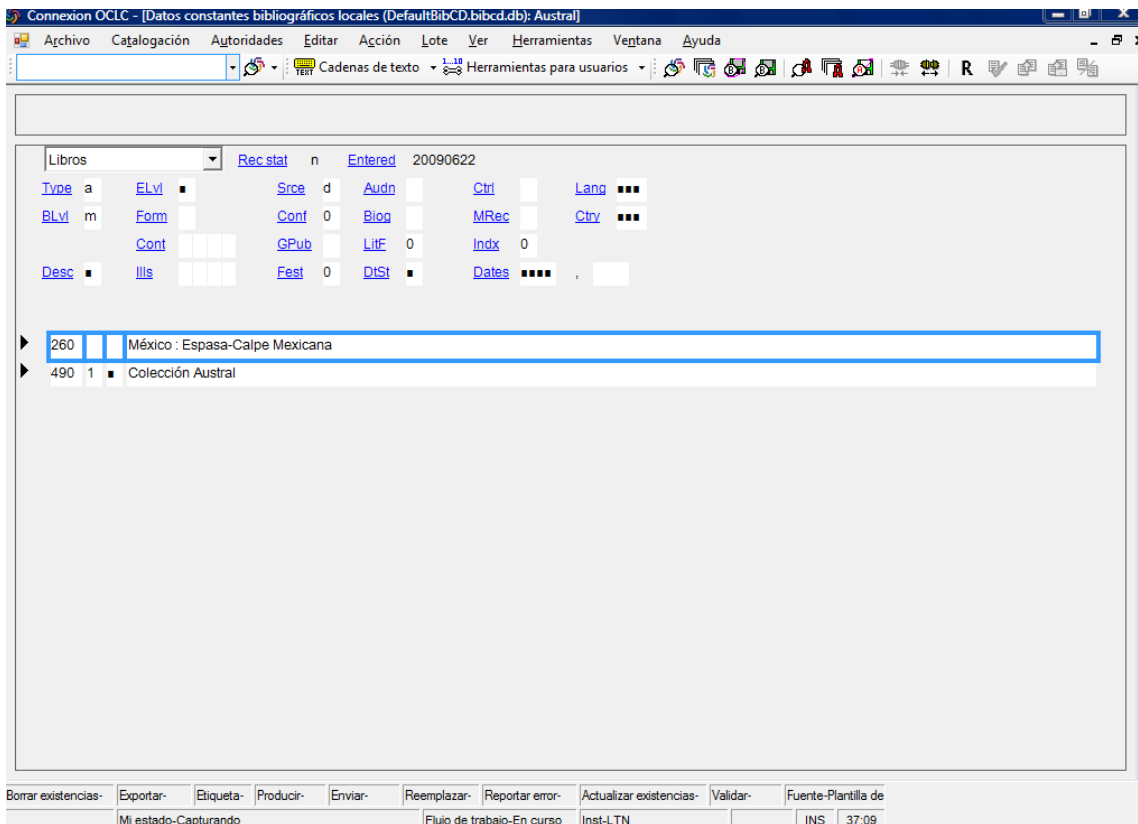 Connexion OCLC - [Datos constantes bibliográficos locales (DefaultBibCD.bibcd.db): Austral]
Archivo Catalogación Autoridades Editar Acción Lote Ver Herramientas Ventana Ayuda
TEXT Cadenas de texto 1...10 Herramientas para usuarios R
Libros Rec stat n Entered 20090622
Type a ELvl ∎ Srce d Audn Ctrl Lang ∎∎∎
BLvl m Form Conf 0 Biog MRec Ctry ∎∎∎
Cont GPub LitF 0 Indx 0
Desc ∎ Ills Fest 0 DtSt ∎ Dates ∎∎∎∎ ,
260 México : Espasa-Calpe Mexicana
490 1 ∎ Colección Austral
Borrar existencias- Exportar- Etiqueta- Producir- Enviar- Reemplazar- Reportar error- Actualizar existencias- Validar- Fuente-Plantilla de
Mi estado-Capturando Flujo de trabajo-En curso Inst-LTN INS 37:09